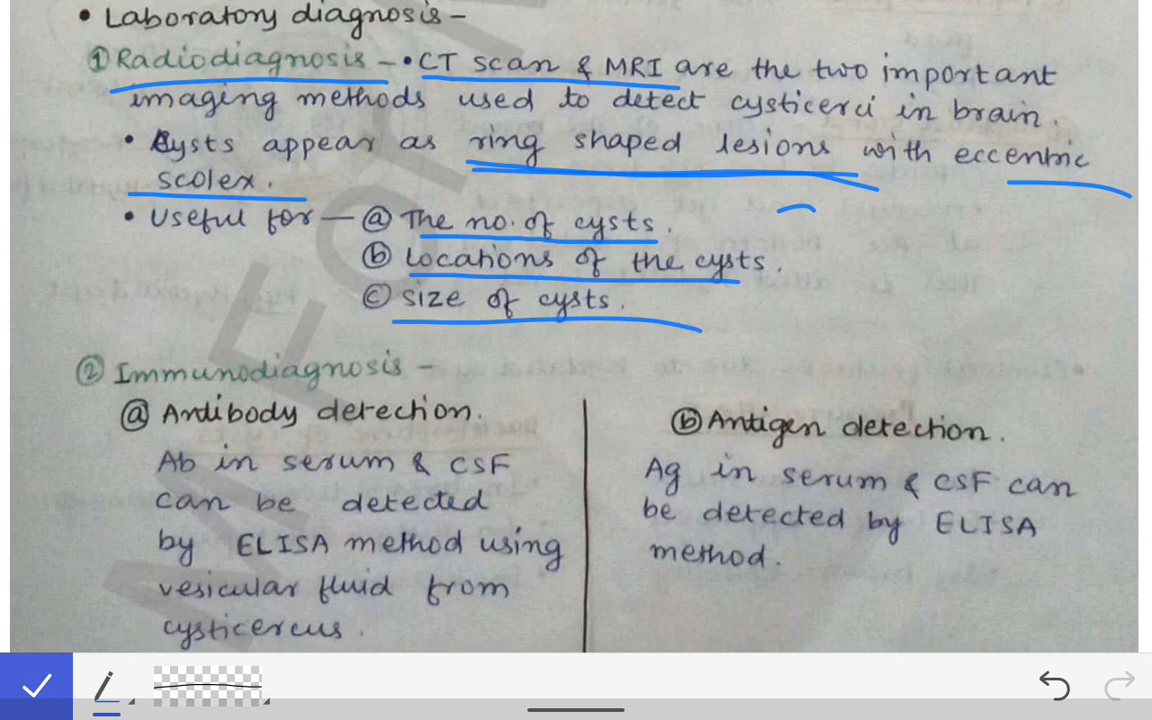 • Laboratory diagnosis –
① Radiodiagnosis – • CT scan & MRI are the two important
imaging methods used to detect cysticerci in brain.
• Cysts appear as ring shaped lesions with eccentric
scolex.
• Useful for — ⓐ The no. of cysts.
ⓑ Locations of the cysts.
ⓒ Size of cysts.
② Immunodiagnosis –
ⓐ Antibody detection.
Ab in serum & CSF
can be detected
by ELISA method using
vesicular fluid from
cysticercus.
ⓑ Antigen detection.
Ag in serum & CSF can
be detected by ELISA
method.